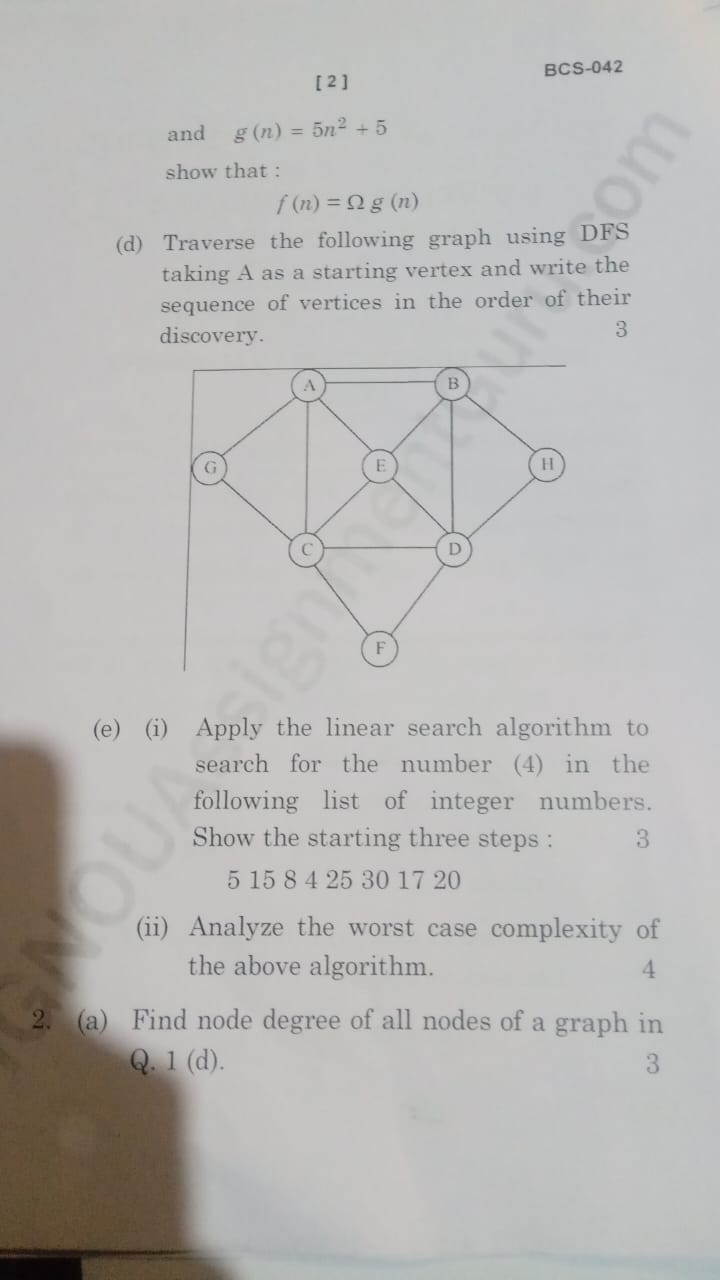 [ 2 ]
BCS-042
and g (n) = 5n² + 5
show that :
f (n) = Ω g (n)
(d) Traverse the following graph using DFS
taking A as a starting vertex and write the
sequence of vertices in the order of their
discovery. 3
A
B
G
E
H
C
D
F
(e) (i) Apply the linear search algorithm to
search for the number (4) in the
following list of integer numbers.
Show the starting three steps : 3
5 15 8 4 25 30 17 20
(ii) Analyze the worst case complexity of
the above algorithm. 4
2. (a) Find node degree of all nodes of a graph in
Q. 1 (d). 3
IGNOUAssignmentGuru.com